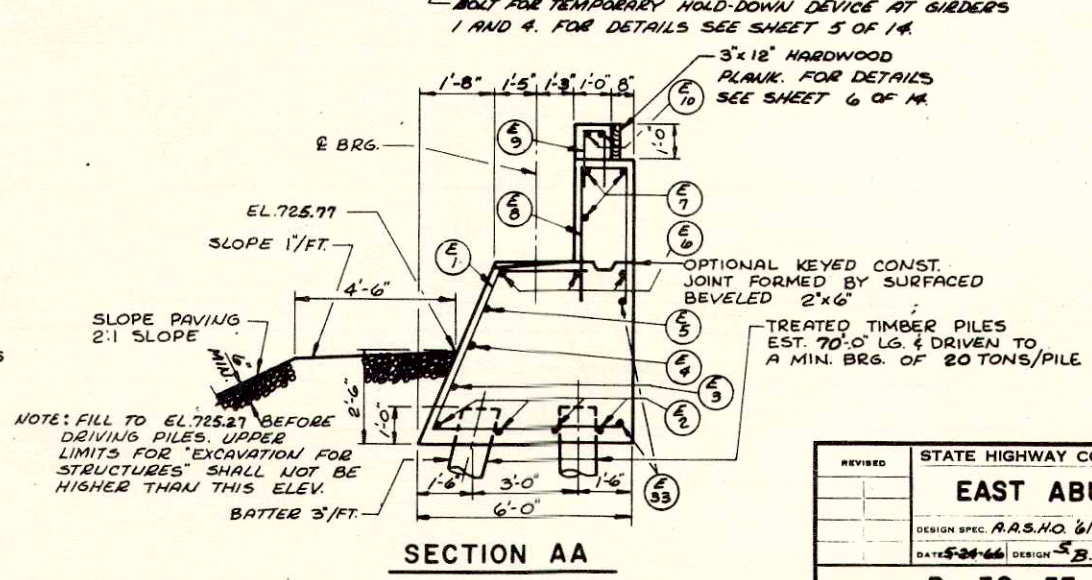 BOLT FOR TEMPORARY HOLD-DOWN DEVICE AT GIRDERS
1 AND 4. FOR DETAILS SEE SHEET 5 OF 14.
3"x 12" HARDWOOD
PLANK. FOR DETAILS
SEE SHEET 6 OF 14.
1'-8" 1'-5" 1'-3" 1'-0" 8"
E 10
E 9
1'-0"
℄ BRG.
E 7
E 8
EL. 725.77
E 6
SLOPE 1"/FT.
E 1
OPTIONAL KEYED CONST.
JOINT FORMED BY SURFACED
BEVELED 2"x6"
4'-6"
E 5
SLOPE PAVING
2:1 SLOPE
TREATED TIMBER PILES
EST. 70'-0" LG. & DRIVEN TO
A MIN. BRG. OF 20 TONS/PILE
E 4
6" MIN.
E 3
2'-6"
1'-0"
E 2
NOTE: FILL TO EL. 725.27 BEFORE
DRIVING PILES. UPPER
LIMITS FOR "EXCAVATION FOR
STRUCTURES" SHALL NOT BE
HIGHER THAN THIS ELEV.
E 33
1'-6" 3'-0" 1'-6"
BATTER 3"/FT.
6'-0"
SECTION AA
REVISED
STATE HIGHWAY CO
EAST ABU
DESIGN SPEC. A.A.S.H.O. '61
DATE 5-24-66 DESIGN S.B.